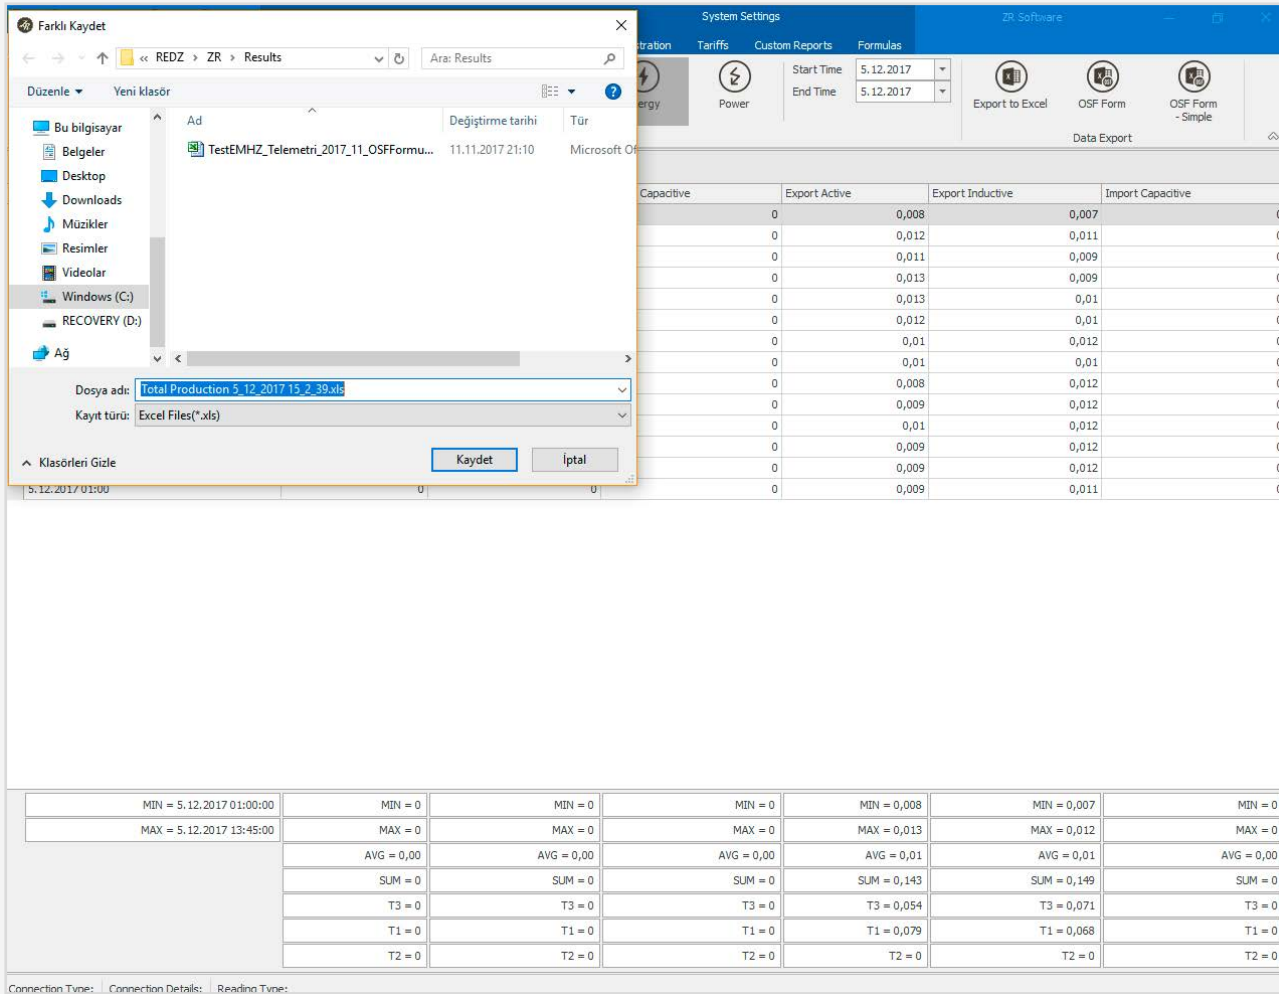 Farklı Kaydet
System Settings
ZR Software
Tariffs
Custom Reports
Formulas
« REDZ > ZR > Results
Ara: Results
Düzenle
Yeni klasör
Power
Start Time 5.12.2017
End Time 5.12.2017
Export to Excel
OSF Form
OSF Form
- Simple
Data Export
Bu bilgisayar
Belgeler
Desktop
Downloads
Müzikler
Resimler
Videolar
Windows (C:)
RECOVERY (D:)
Ağ
Ad Değiştirme tarihi Tür
TestEMHZ_Telemetri_2017_11_OSFFormu... 11.11.2017 21:10 Microsoft Of
Dosya adı: Total Production 5_12_2017 15_2_39.xls
Kayıt türü: Excel Files(*.xls)
Klasörleri Gizle
Kaydet
İptal
Capacitive Export Active Export Inductive Import Capacitive
0 0,008 0,007 0
0 0,012 0,011 0
0 0,011 0,009 0
0 0,013 0,009 0
0 0,013 0,01 0
0 0,012 0,01 0
0 0,01 0,012 0
0 0,01 0,01 0
0 0,008 0,012 0
0 0,009 0,012 0
0 0,01 0,012 0
0 0,009 0,012 0
0 0,009 0,012 0
5.12.2017 01:00 0 0 0 0,009 0,011 0
MIN = 5.12.2017 01:00:00 MIN = 0 MIN = 0 MIN = 0 MIN = 0,008 MIN = 0,007 MIN = 0
MAX = 5.12.2017 13:45:00 MAX = 0 MAX = 0 MAX = 0 MAX = 0,013 MAX = 0,012 MAX = 0
AVG = 0,00 AVG = 0,00 AVG = 0,00 AVG = 0,01 AVG = 0,01 AVG = 0,00
SUM = 0 SUM = 0 SUM = 0 SUM = 0,143 SUM = 0,149 SUM = 0
T3 = 0 T3 = 0 T3 = 0 T3 = 0,054 T3 = 0,071 T3 = 0
T1 = 0 T1 = 0 T1 = 0 T1 = 0,079 T1 = 0,068 T1 = 0
T2 = 0 T2 = 0 T2 = 0 T2 = 0 T2 = 0 T2 = 0
Connection Type: Connection Details: Reading Type: